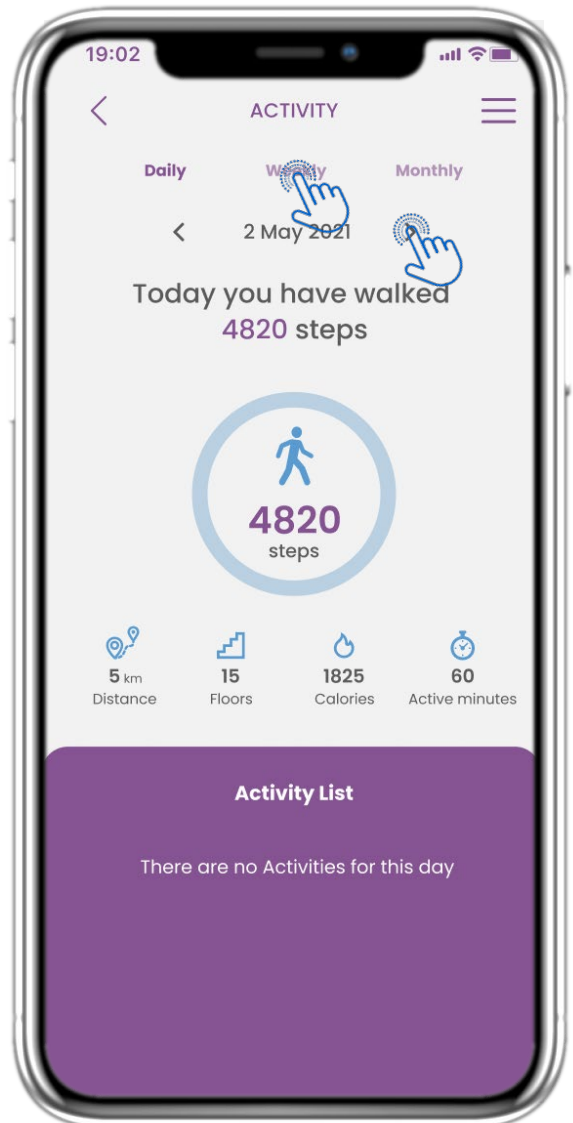 19:02
ACTIVITY
Daily Weekly Monthly
2 May 2021
Today you have walked
4820 steps
4820
steps
5 km 15 1825 60
Distance Floors Calories Active minutes
Activity List
There are no Activities for this day